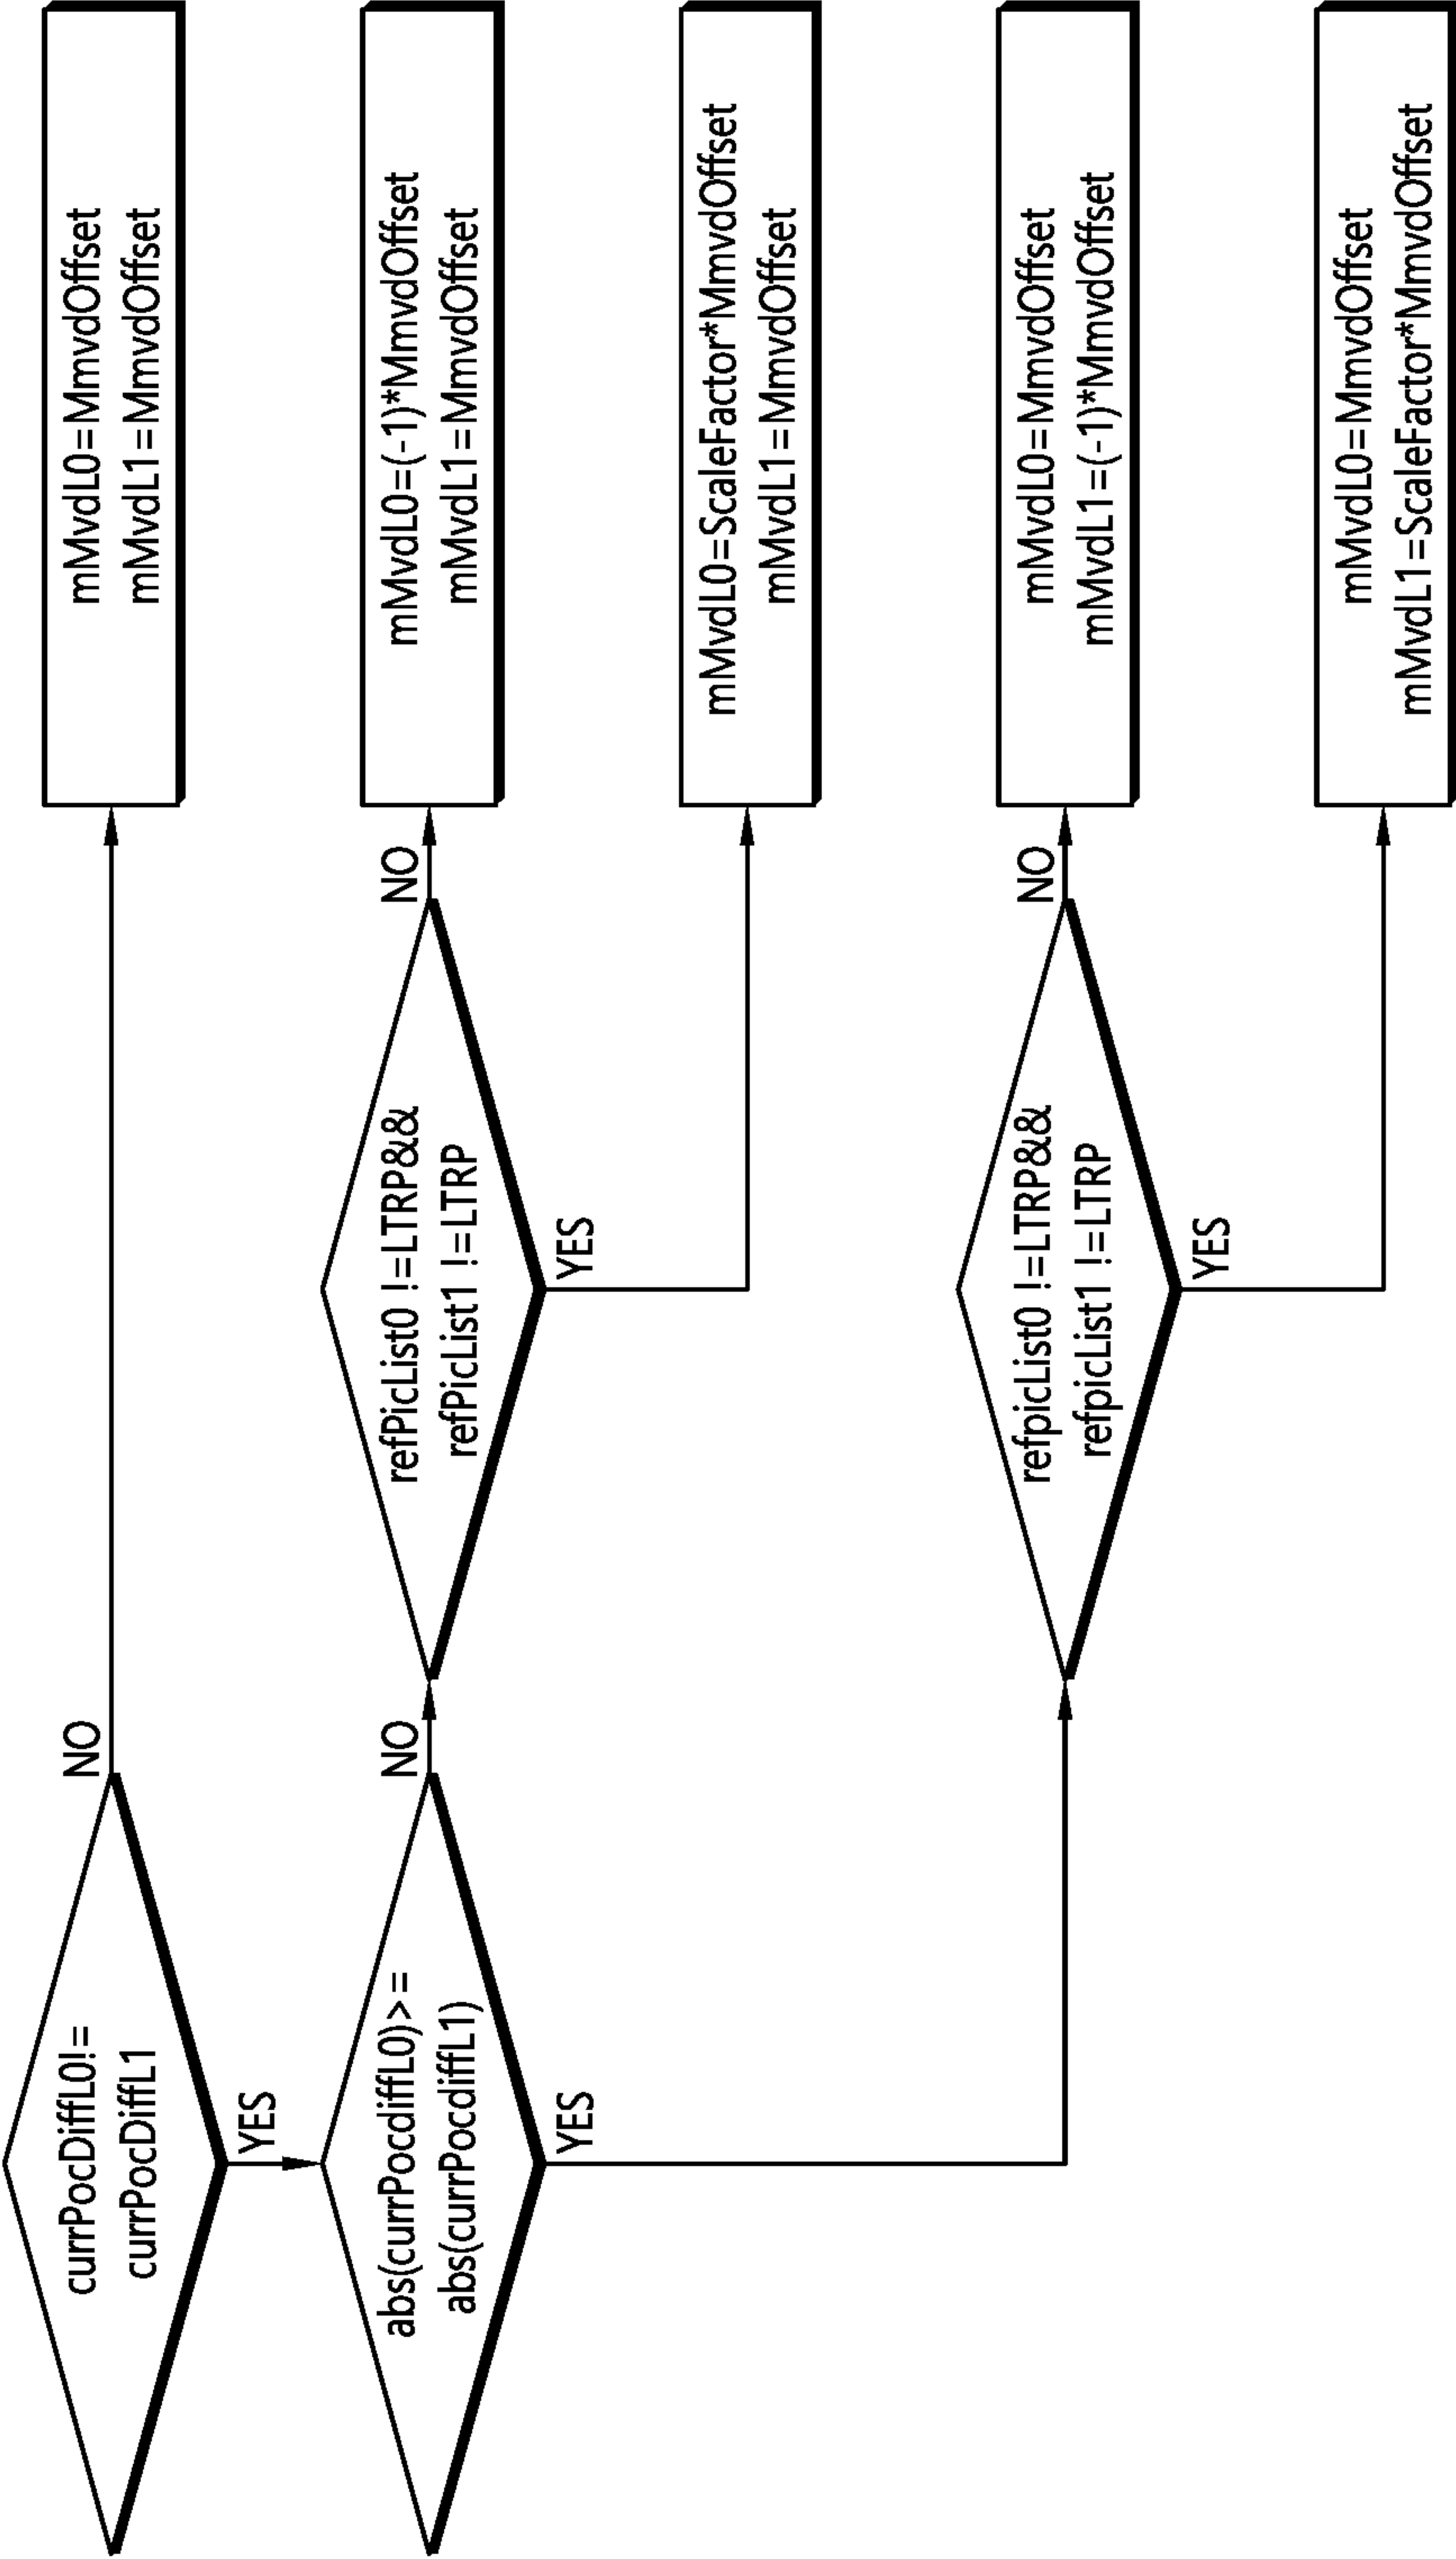 currPocDiffL0!=
currPocDiffL1
NO
YES
mMvdL0=MmvdOffset
mMvdL1=MmvdOffset
abs(currPocdiffL0)>=
abs(currPocdiffL1)
NO
YES
refPicList0 !=LTRP&&
refPicList1 !=LTRP
NO
YES
mMvdL0=(-1)*MmvdOffset
mMvdL1=MmvdOffset
mMvdL0=ScaleFactor*MmvdOffset
mMvdL1=MmvdOffset
refpicList0 !=LTRP&&
refpicList1 !=LTRP
NO
YES
mMvdL0=MmvdOffset
mMvdL1=(-1)*MmvdOffset
mMvdL0=MmvdOffset
mMvdL1=ScaleFactor*MmvdOffset